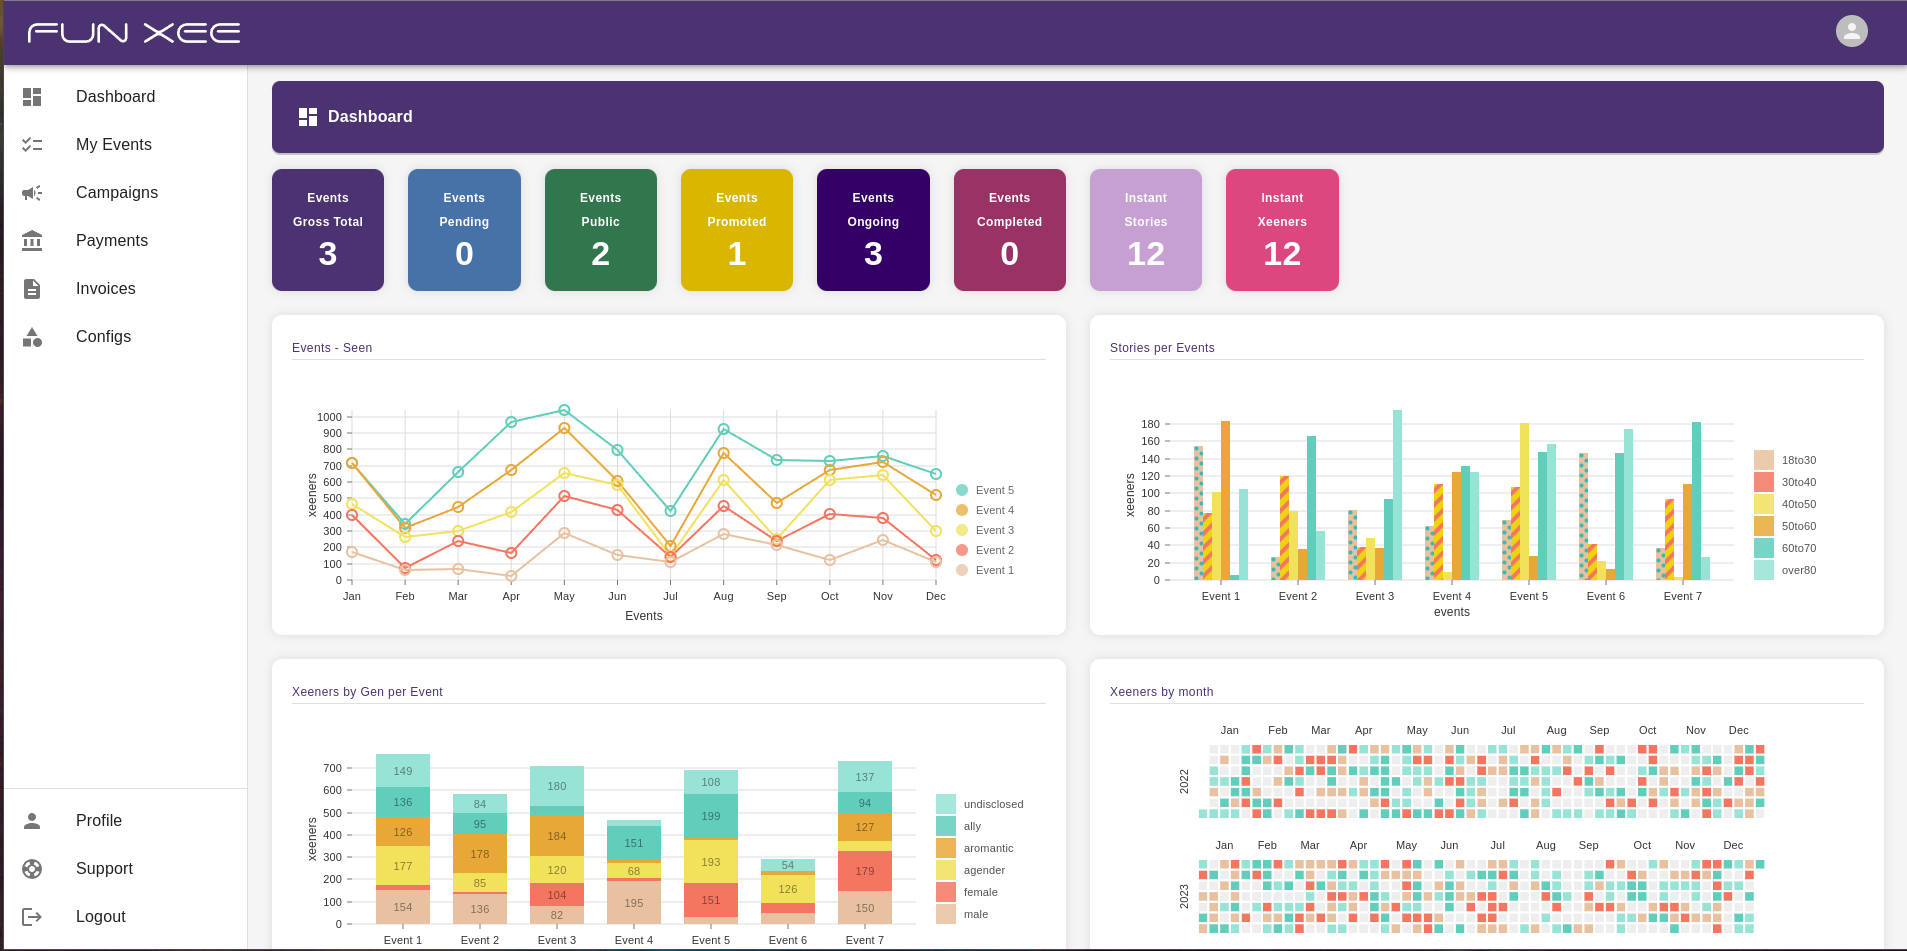 FUN XEE
Dashboard
My Events
Campaigns
Payments
Invoices
Configs
Profile
Support
Logout
Dashboard
Events
Gross Total
3
Events
Pending
0
Events
Public
2
Events
Promoted
1
Events
Ongoing
3
Events
Completed
0
Instant
Stories
12
Instant
Xeeners
12
Events - Seen
xeeners
1000
900
800
700
600
500
400
300
200
100
0
Jan Feb Mar Apr May Jun Jul Aug Sep Oct Nov Dec
Events
Event 5
Event 4
Event 3
Event 2
Event 1
Stories per Events
xeeners
180
160
140
120
100
80
60
40
20
0
Event 1 Event 2 Event 3 Event 4 Event 5 Event 6 Event 7
events
18to30
30to40
40to50
50to60
60to70
over80
Xeeners by Gen per Event
xeeners
700
600
500
400
300
200
100
0
149
136
126
177
154
84
95
178
85
136
180
184
120
104
82
151
68
195
108
199
193
151
54
126
137
94
127
179
150
Event 1 Event 2 Event 3 Event 4 Event 5 Event 6 Event 7
undisclosed
ally
aromantic
agender
female
male
Xeeners by month
Jan Feb Mar Apr May Jun Jul Aug Sep Oct Nov Dec
2022
Jan Feb Mar Apr May Jun Jul Aug Sep Oct Nov Dec
2023